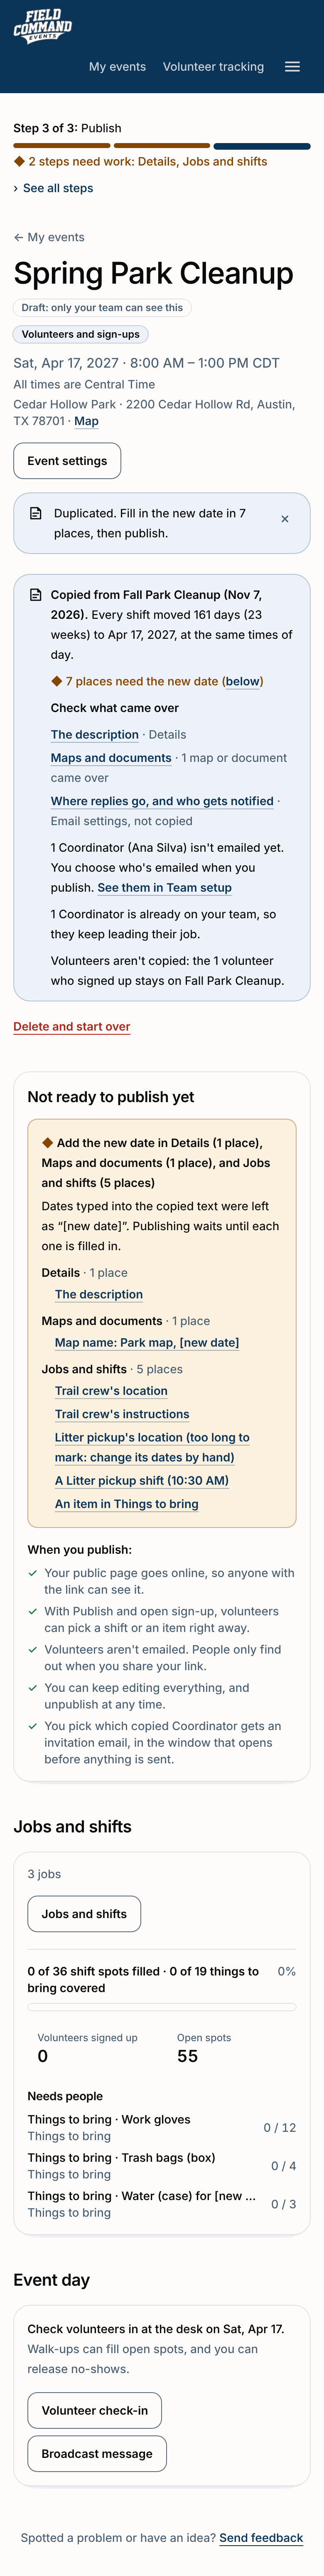 FIELD
COMMAND
EVENTS
My events
Volunteer tracking
Step 3 of 3: Publish
◆ 2 steps need work: Details, Jobs and shifts
› See all steps
← My events
Spring Park Cleanup
Draft: only your team can see this
Volunteers and sign-ups
Sat, Apr 17, 2027 · 8:00 AM – 1:00 PM CDT
All times are Central Time
Cedar Hollow Park · 2200 Cedar Hollow Rd, Austin,
TX 78701 · Map
Event settings
Duplicated. Fill in the new date in 7
places, then publish.
×
Copied from Fall Park Cleanup (Nov 7,
2026). Every shift moved 161 days (23
weeks) to Apr 17, 2027, at the same times of
day.
◆ 7 places need the new date (below)
Check what came over
The description · Details
Maps and documents · 1 map or document
came over
Where replies go, and who gets notified ·
Email settings, not copied
1 Coordinator (Ana Silva) isn't emailed yet.
You choose who's emailed when you
publish. See them in Team setup
1 Coordinator is already on your team, so
they keep leading their job.
Volunteers aren't copied: the 1 volunteer
who signed up stays on Fall Park Cleanup.
Delete and start over
Not ready to publish yet
◆ Add the new date in Details (1 place),
Maps and documents (1 place), and Jobs
and shifts (5 places)
Dates typed into the copied text were left
as “[new date]”. Publishing waits until each
one is filled in.
Details · 1 place
The description
Maps and documents · 1 place
Map name: Park map, [new date]
Jobs and shifts · 5 places
Trail crew's location
Trail crew's instructions
Litter pickup's location (too long to
mark: change its dates by hand)
A Litter pickup shift (10:30 AM)
An item in Things to bring
When you publish:
✓ Your public page goes online, so anyone with
the link can see it.
✓ With Publish and open sign-up, volunteers
can pick a shift or an item right away.
✓ Volunteers aren't emailed. People only find
out when you share your link.
✓ You can keep editing everything, and
unpublish at any time.
✓ You pick which copied Coordinator gets an
invitation email, in the window that opens
before anything is sent.
Jobs and shifts
3 jobs
Jobs and shifts
0 of 36 shift spots filled · 0 of 19 things to
bring covered
0%
Volunteers signed up
0
Open spots
55
Needs people
Things to bring · Work gloves
Things to bring
0 / 12
Things to bring · Trash bags (box)
Things to bring
0 / 4
Things to bring · Water (case) for [new ...
Things to bring
0 / 3
Event day
Check volunteers in at the desk on Sat, Apr 17.
Walk-ups can fill open spots, and you can
release no-shows.
Volunteer check-in
Broadcast message
Spotted a problem or have an idea? Send feedback